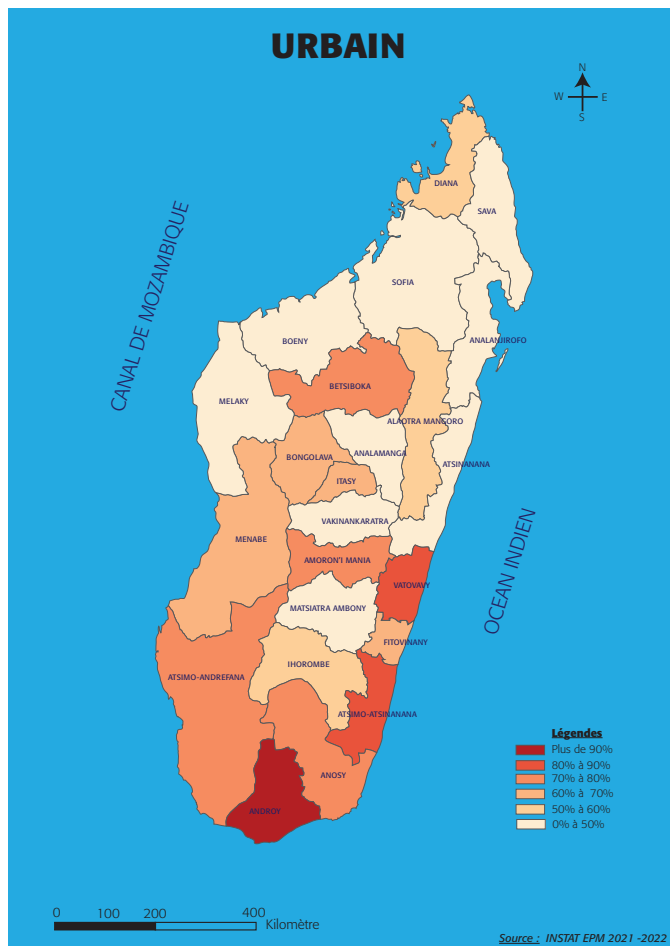 URBAIN
N
W E
S
DIANA
SAVA
CANAL DE MOZAMBIQUE
SOFIA
BOENY
ANALANJIROFO
BETSIBOKA
MELAKY
ALAOTRA MANGORO
ANALAMANGA
BONGOLAVA
ATSINANANA
ITASY
VAKINANKARATRA
MENABE
OCEAN INDIEN
AMORON'I MANIA
VATOVAVY
MATSIATRA AMBONY
FITOVINANY
IHOROMBE
ATSIMO-ANDREFANA
ATSIMO-ATSINANANA
ANOSY
ANDROY
Légendes
Plus de 90%
80% à 90%
70% à 80%
60% à 70%
50% à 60%
0% à 50%
0 100 200 400
Kilomètre
Source : INSTAT EPM 2021 -2022